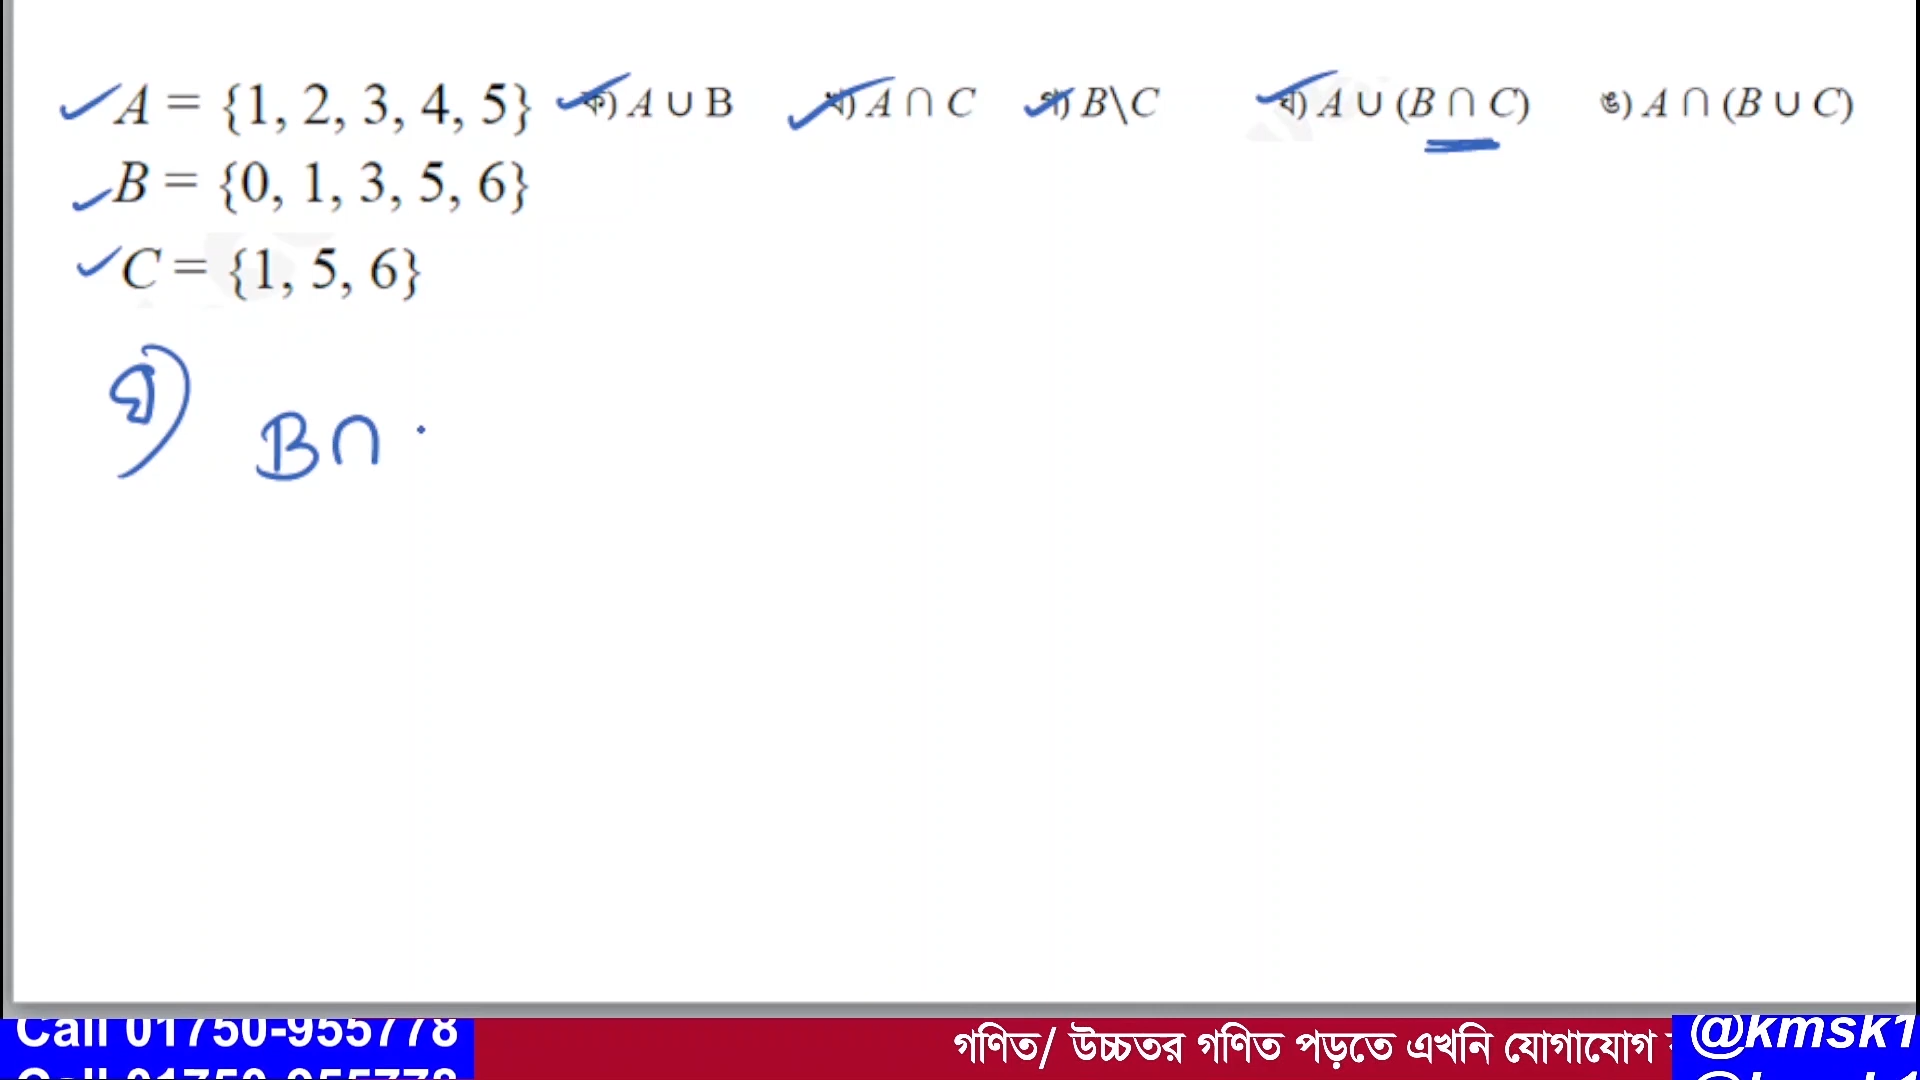 A = {1, 2, 3, 4, 5} ক) A ∪ B খ) A ∩ C গ) B\C ঘ) A ∪ (B ∩ C) ঙ) A ∩ (B ∪ C)
B = {0, 1, 3, 5, 6}
C = {1, 5, 6}
ঘ) B ∩
Call 01750-955778 গণিত/ উচ্চতর গণিত পড়তে এখনি যোগাযোগ @kmsk1